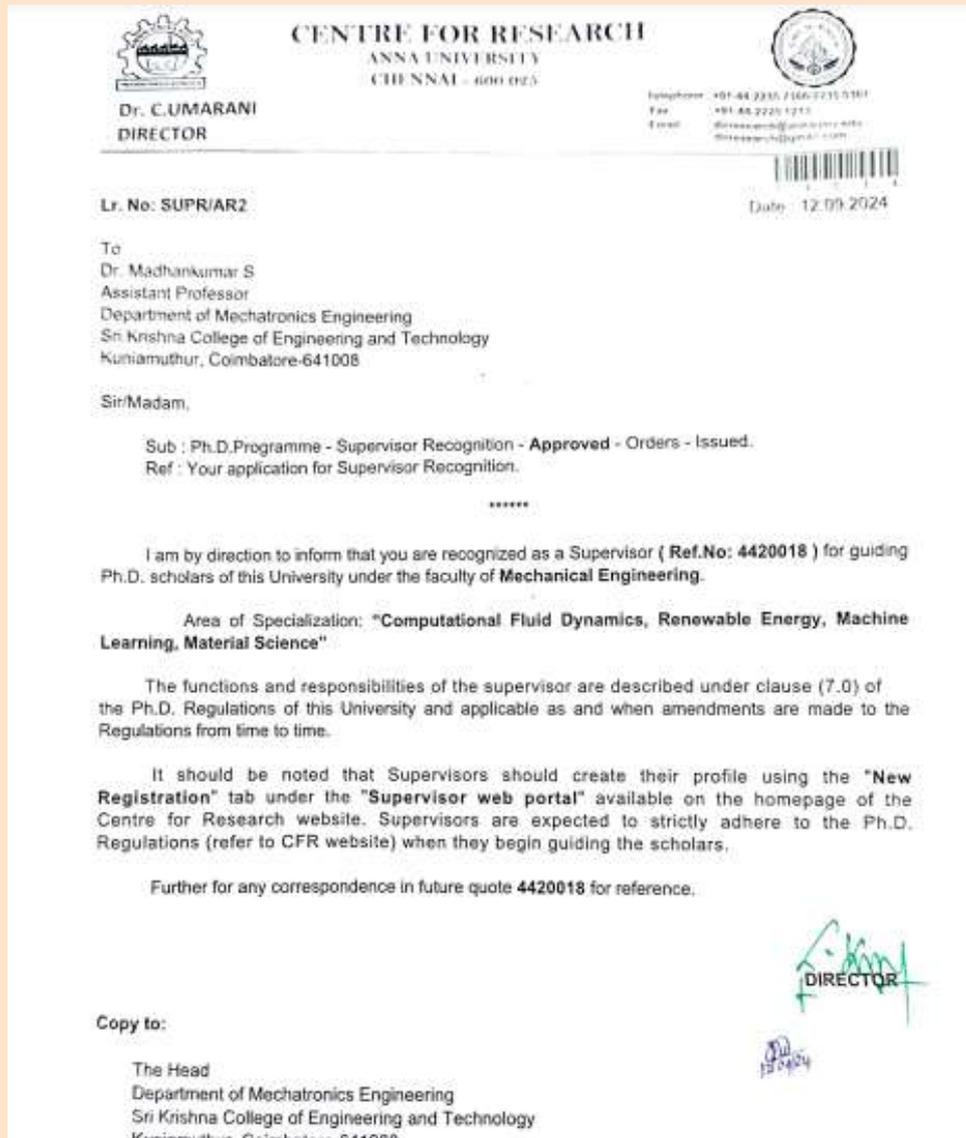 CENTRE FOR RESEARCH
ANNA UNIVERSITY
CHENNAI - 600 025
Dr. C.UMARANI
DIRECTOR
Telephone
Fax
Email
Lr. No: SUPR/AR2
Date : 12.09.2024
To
Dr. Madhankumar S
Assistant Professor
Department of Mechatronics Engineering
Sri Krishna College of Engineering and Technology
Kuniamuthur, Coimbatore-641008
Sir/Madam,
Sub : Ph.D.Programme - Supervisor Recognition - Approved - Orders - Issued.
Ref : Your application for Supervisor Recognition.
******
I am by direction to inform that you are recognized as a Supervisor ( Ref.No: 4420018 ) for guiding
Ph.D. scholars of this University under the faculty of Mechanical Engineering.
Area of Specialization: "Computational Fluid Dynamics, Renewable Energy, Machine
Learning, Material Science"
The functions and responsibilities of the supervisor are described under clause (7.0) of
the Ph.D. Regulations of this University and applicable as and when amendments are made to the
Regulations from time to time.
It should be noted that Supervisors should create their profile using the "New
Registration" tab under the "Supervisor web portal" available on the homepage of the
Centre for Research website. Supervisors are expected to strictly adhere to the Ph.D.
Regulations (refer to CFR website) when they begin guiding the scholars.
Further for any correspondence in future quote 4420018 for reference.
DIRECTOR
Copy to:
The Head
Department of Mechatronics Engineering
Sri Krishna College of Engineering and Technology